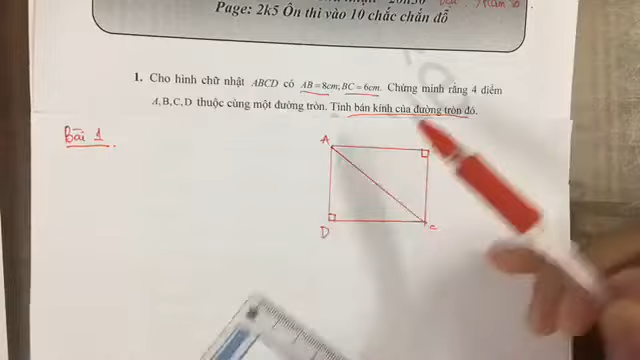 Page: 2k5 Ôn thi vào 10 chắc chắn đỗ
1. Cho hình chữ nhật ABCD có AB = 8cm; BC = 6cm. Chứng minh rằng 4 điểm
A, B, C, D thuộc cùng một đường tròn. Tính bán kính của đường tròn đó.
Bài 1
A
D
C